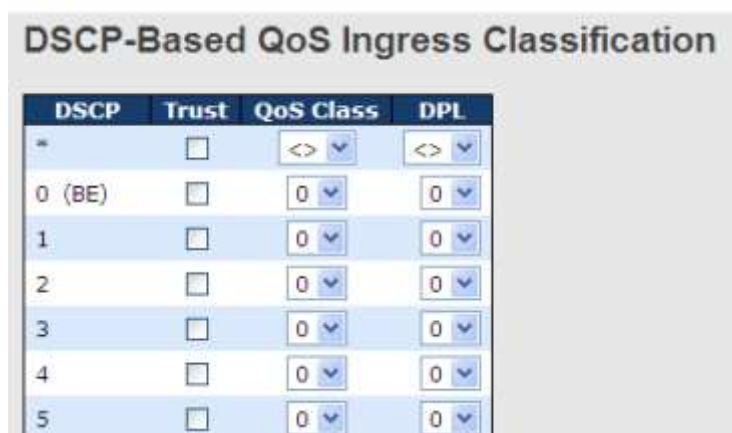 DSCP-Based QoS Ingress Classification
DSCP Trust QoS Class DPL
* <> <>
0 (BE) 0 0
1 0 0
2 0 0
3 0 0
4 0 0
5 0 0